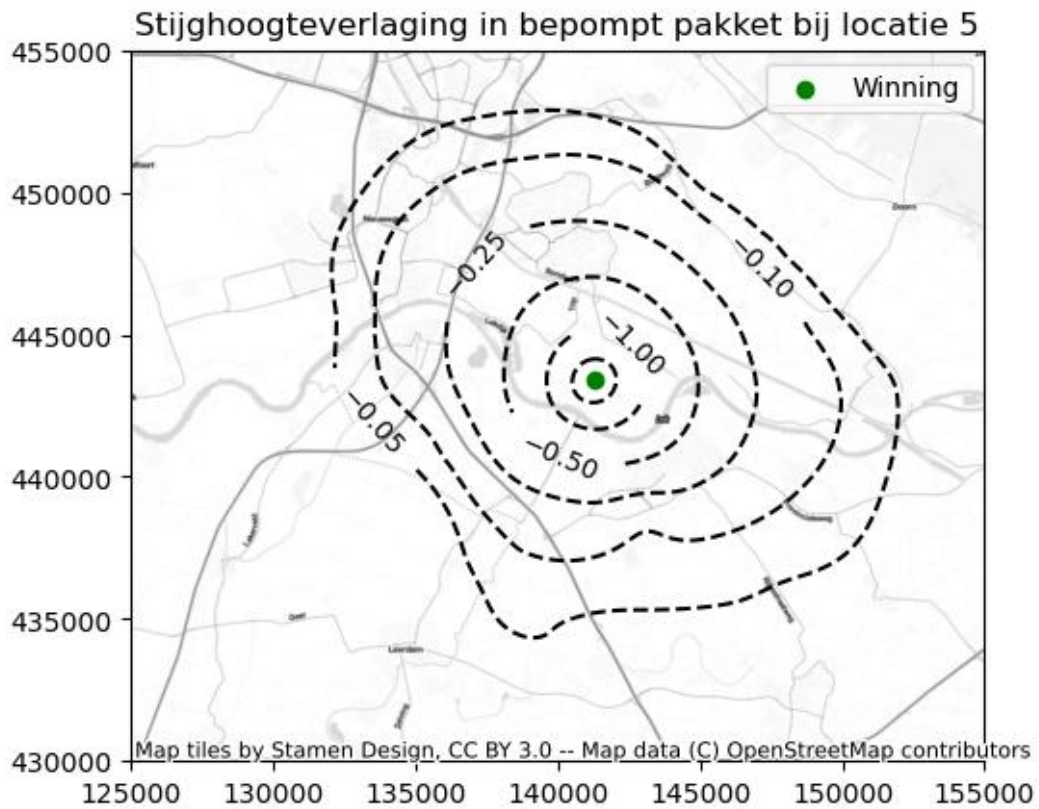 Stijghoogteverlaging in bepompt pakket bij locatie 5
455000
Winning
450000
Doorn
−0.25
−0.10
445000
−1.00
−0.05
−0.50
440000
435000
Leerdam
430000
Map tiles by Stamen Design, CC BY 3.0 -- Map data (C) OpenStreetMap contributors
125000 130000 135000 140000 145000 150000 155000